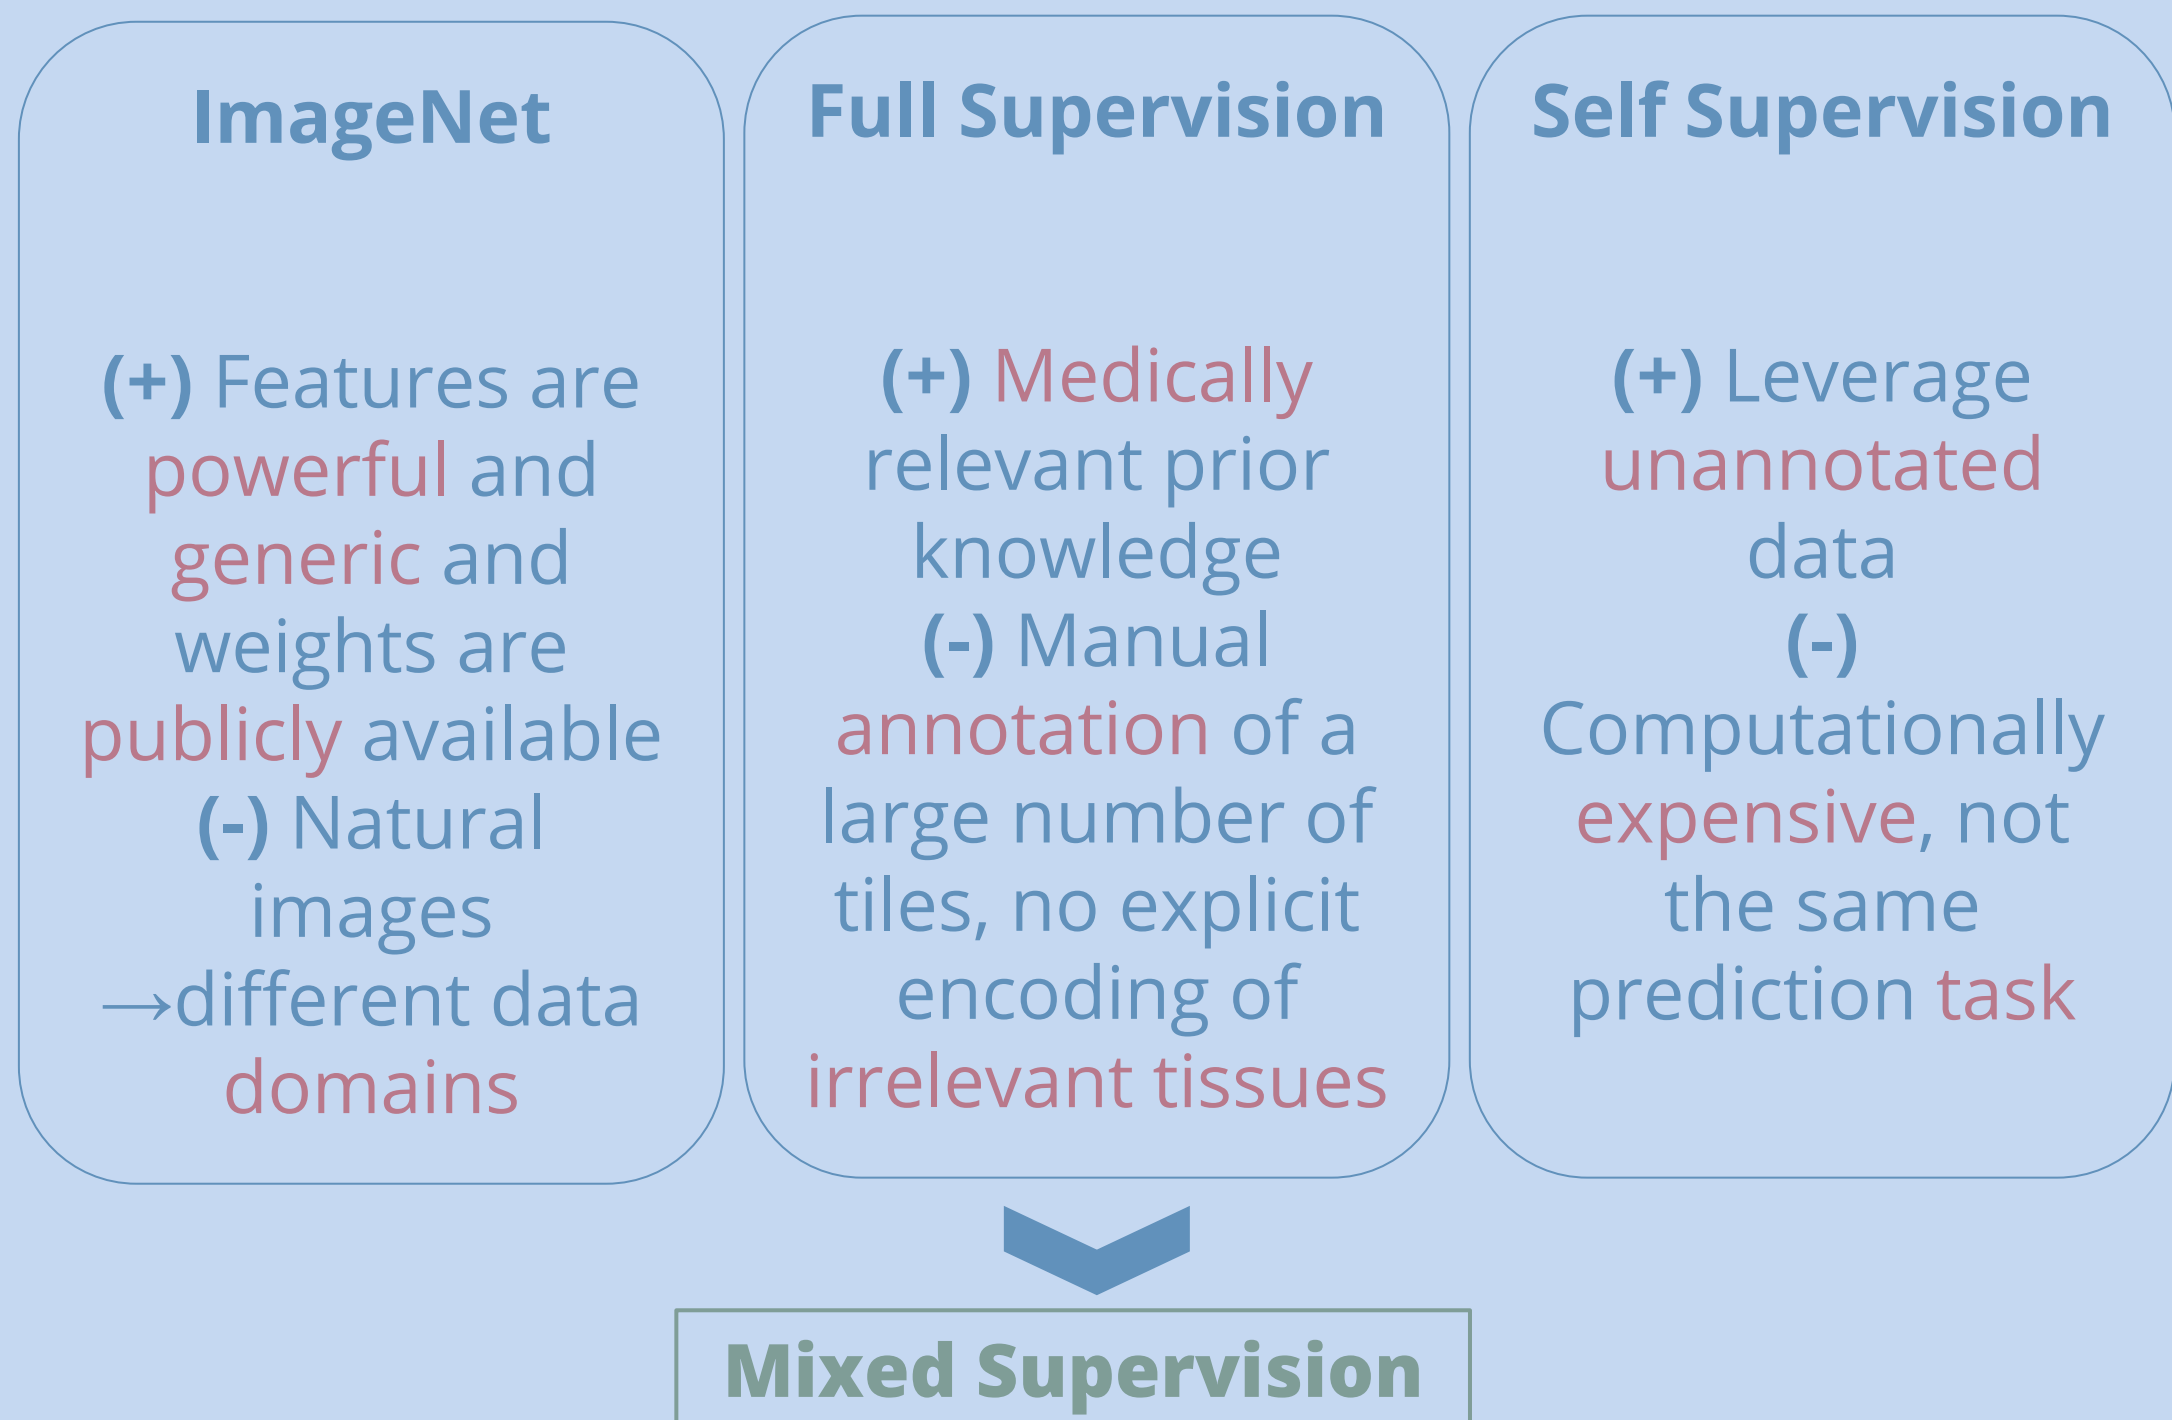 ImageNet
(+) Features are
powerful and
generic and
weights are
publicly available
(-) Natural
images
→different data
domains
Full Supervision
(+) Medically
relevant prior
knowledge
(-) Manual
annotation of a
large number of
tiles, no explicit
encoding of
irrelevant tissues
Self Supervision
(+) Leverage
unannotated
data
(-)
Computationally
expensive, not
the same
prediction task
Mixed Supervision